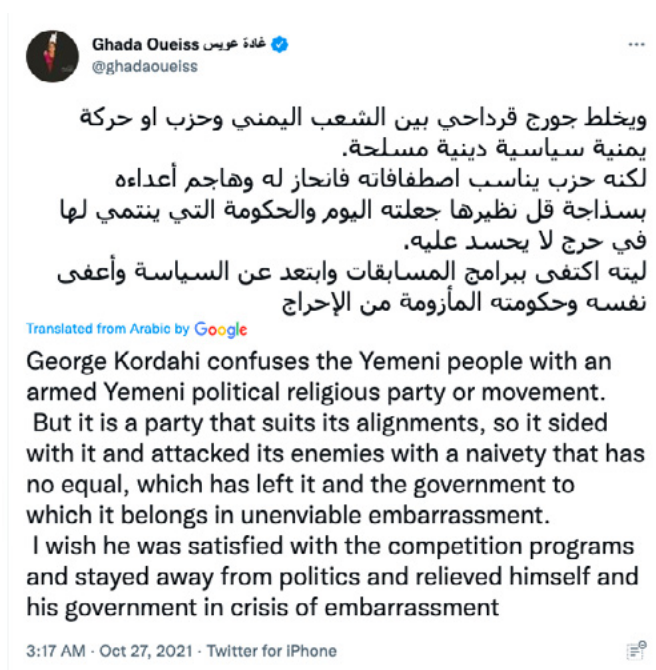 Ghada Oueiss غادة عويس
@ghadaoueiss
ويخلط جورج قرداحي بين الشعب اليمني وحزب او حركة
يمنية سياسية دينية مسلحة.
لكنه حزب يناسب اصطفافاته فانحاز له وهاجم أعداءه
بسذاجة قل نظيرها جعلته اليوم والحكومة التي ينتمي لها
في حرج لا يحسد عليه.
ليته اكتفى ببرامج المسابقات وابتعد عن السياسة وأعفى
نفسه وحكومته المأزومة من الإحراج
Translated from Arabic by Google
George Kordahi confuses the Yemeni people with an
armed Yemeni political religious party or movement.
But it is a party that suits its alignments, so it sided
with it and attacked its enemies with a naivety that has
no equal, which has left it and the government to
which it belongs in unenviable embarrassment.
I wish he was satisfied with the competition programs
and stayed away from politics and relieved himself and
his government in crisis of embarrassment
3:17 AM · Oct 27, 2021 · Twitter for iPhone